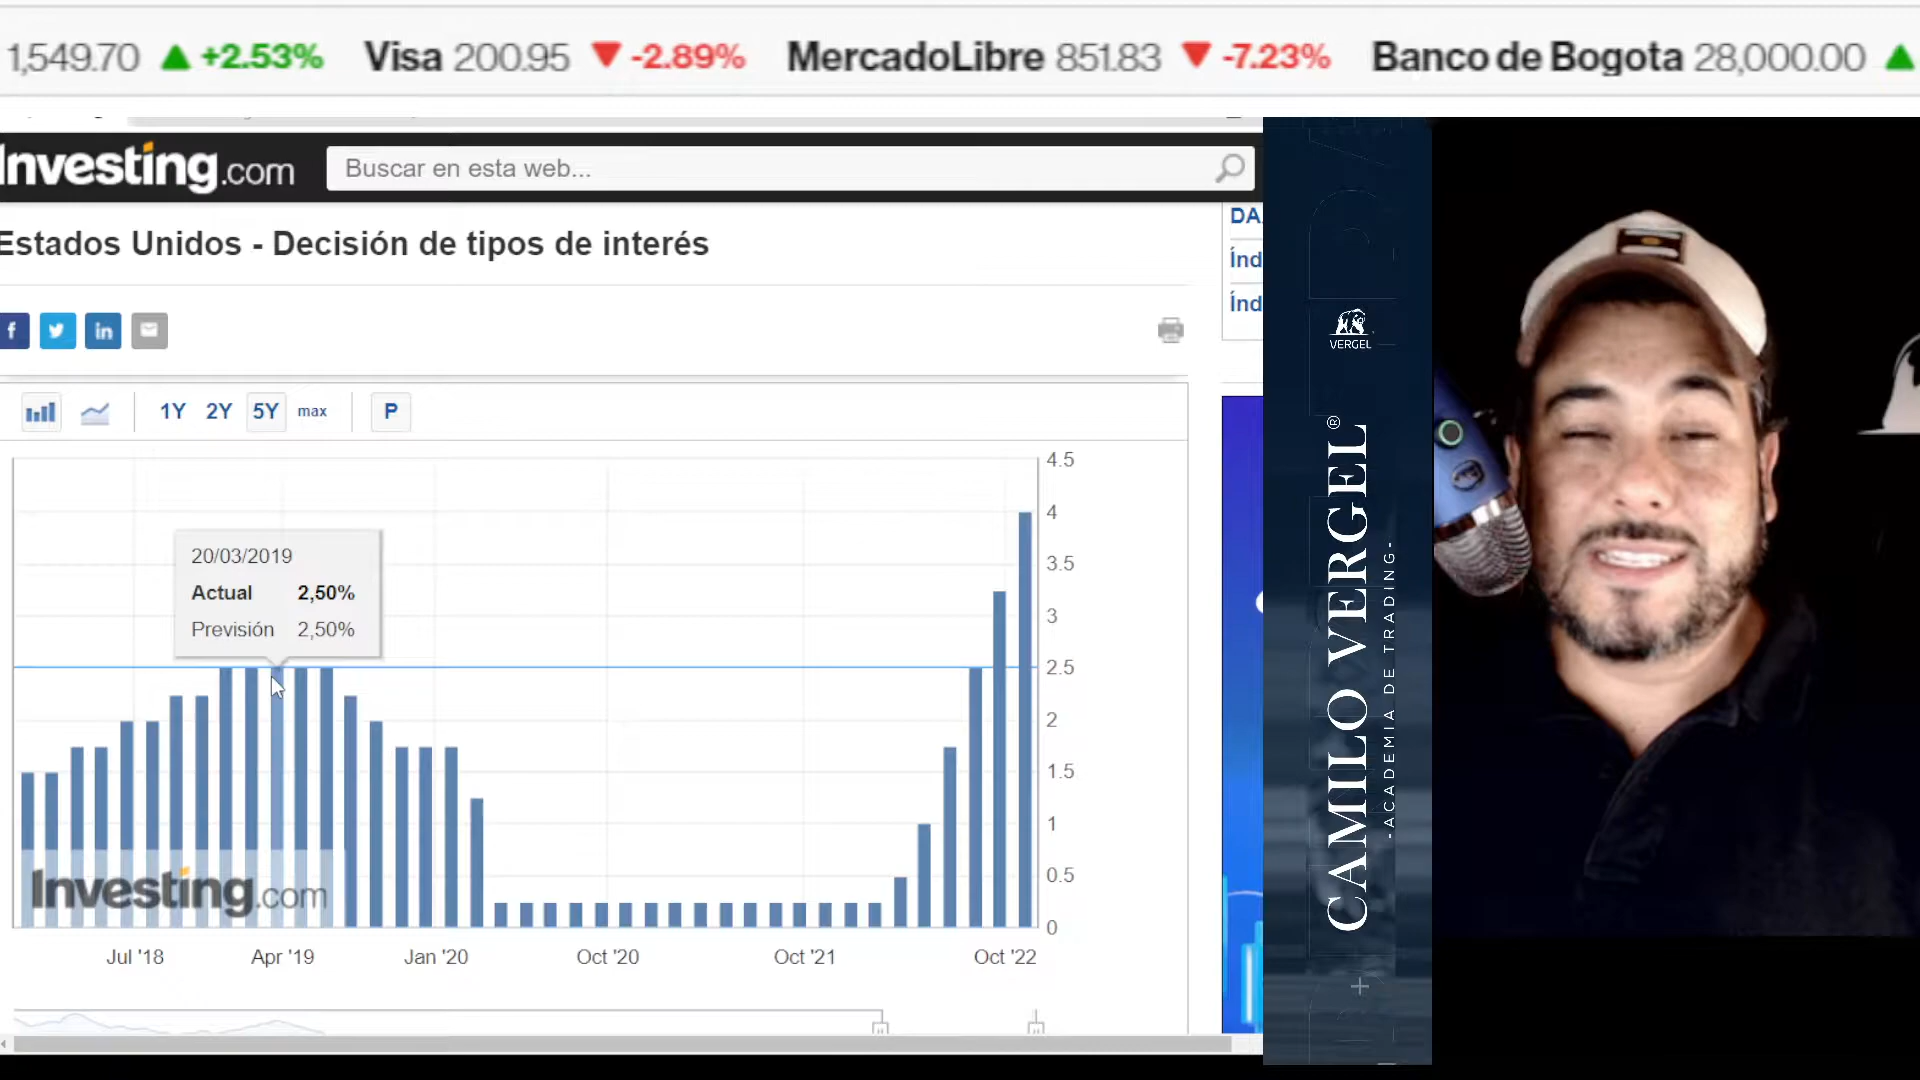 1,549.70 +2.53% Visa 200.95 -2.89% MercadoLibre 851.83 -7.23% Banco de Bogota 28,000.00
Investing.com
Buscar en esta web...
Estados Unidos - Decisión de tipos de interés
DA
Índ
Índ
1Y 2Y 5Y max P
4.5
4
3.5
3
2.5
2
1.5
1
0.5
0
20/03/2019
Actual 2,50%
Previsión 2,50%
Investing.com
Jul '18 Apr '19 Jan '20 Oct '20 Oct '21 Oct '22
VERGEL
CAMILO VERGEL®
-ACADEMIA DE TRADING-